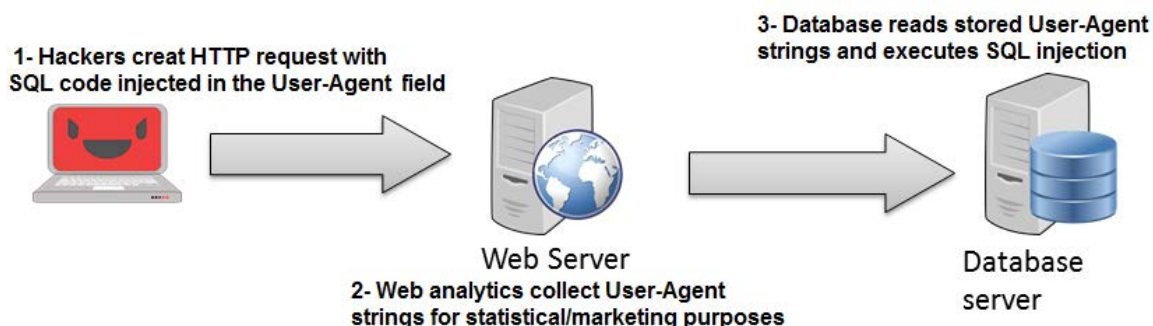 1- Hackers creat HTTP request with
SQL code injected in the User-Agent field
3- Database reads stored User-Agent
strings and executes SQL injection
Web Server
2- Web analytics collect User-Agent
strings for statistical/marketing purposes
Database
server